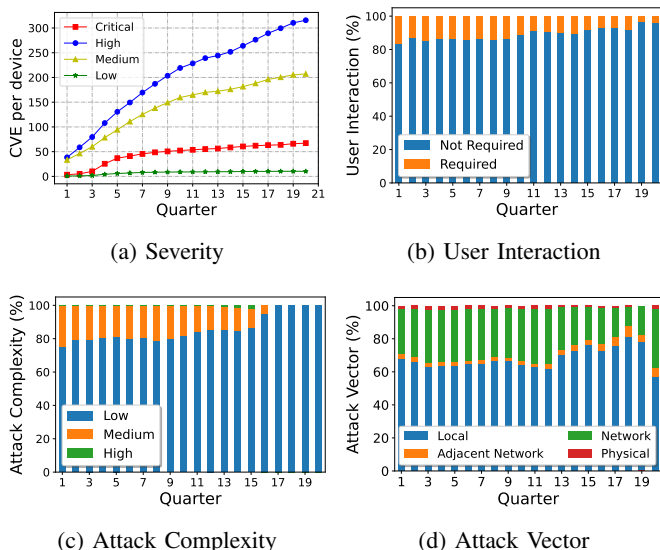 300
250
200
150
100
50
0
CVE per device
Critical
High
Medium
Low
1 3 5 7 9 11 13 15 17 19 21
Quarter
(a) Severity
100
80
60
40
20
0
User Interaction (%)
Not Required
Required
1 3 5 7 9 11 13 15 17 19
Quarter
(b) User Interaction
100
80
60
40
20
0
Attack Complexity (%)
Low
Medium
High
1 3 5 7 9 11 13 15 17 19
Quarter
(c) Attack Complexity
100
80
60
40
20
0
Attack Vector (%)
Local Network
Adjacent Network Physical
1 3 5 7 9 11 13 15 17 19
Quarter
(d) Attack Vector